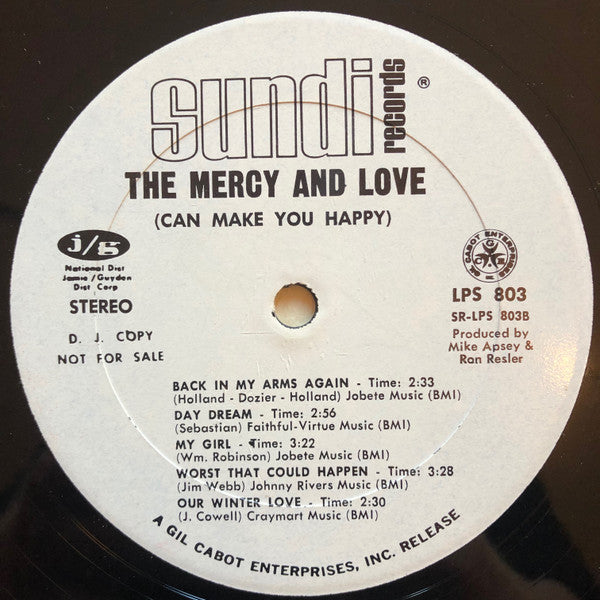 sundi
records ®
THE MERCY AND LOVE
(CAN MAKE YOU HAPPY)
j/g
National Dist
Jamie/Guyden
Dist Corp
STEREO
D. J. COPY
NOT FOR SALE
GIL CABOT ENTERPRISES
LPS 803
SR-LPS 803B
Produced by
Mike Apsey &
Ron Resler
BACK IN MY ARMS AGAIN - Time: 2:33
(Holland - Dozier - Holland) Jobete Music (BMI)
DAY DREAM - Time: 2:56
(Sebastian) Faithful-Virtue Music (BMI)
MY GIRL - Time: 3:22
(Wm. Robinson) Jobete Music (BMI)
WORST THAT COULD HAPPEN - Time: 3:28
(Jim Webb) Johnny Rivers Music (BMI)
OUR WINTER LOVE - Time: 2:30
(J. Cowell) Craymart Music (BMI)
A GIL CABOT ENTERPRISES, INC. RELEASE